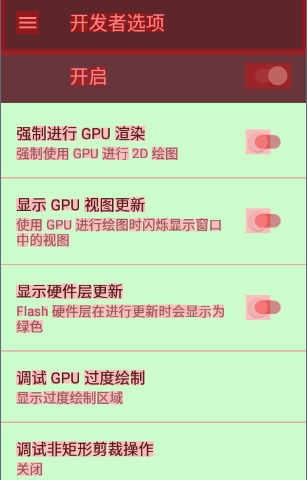 开发者选项
开启
强制进行 GPU 渲染
强制使用 GPU 进行 2D 绘图
显示 GPU 视图更新
使用 GPU 进行绘图时闪烁显示窗口
中的视图
显示硬件层更新
Flash 硬件层在进行更新时会显示为
绿色
调试 GPU 过度绘制
显示过度绘制区域
调试非矩形剪裁操作
关闭